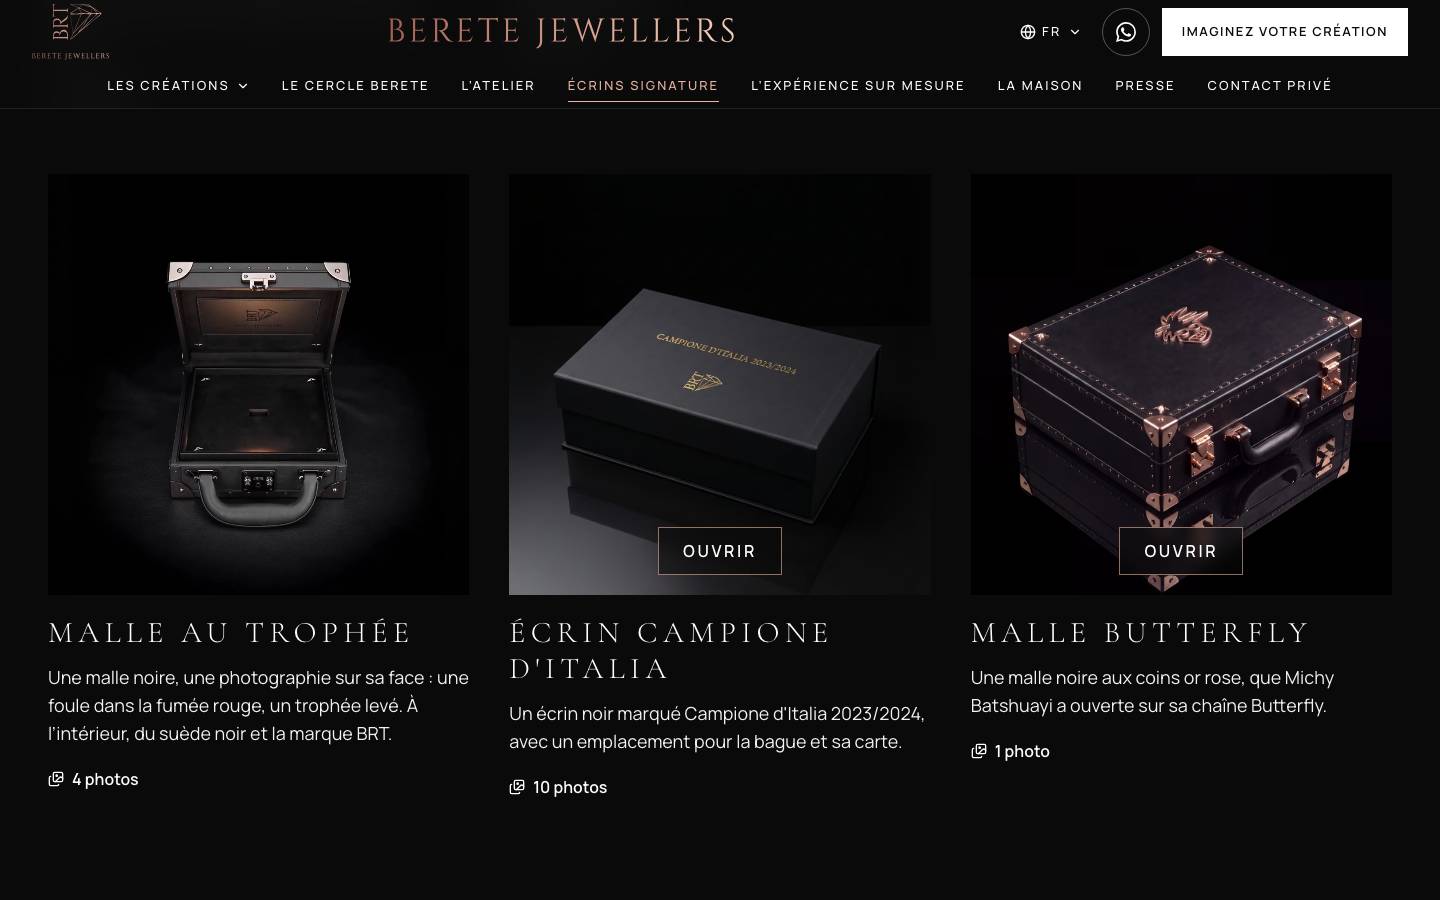 BRT
BERETE JEWELLERS
BERETE JEWELLERS
FR
IMAGINEZ VOTRE CRÉATION
LES CRÉATIONS
LE CERCLE BERETE
L'ATELIER
ÉCRINS SIGNATURE
L'EXPÉRIENCE SUR MESURE
LA MAISON
PRESSE
CONTACT PRIVÉ
BRT
CAMPIONE D'ITALIA 2023/2024
BRT
OUVRIR
OUVRIR
MALLE AU TROPHÉE
Une malle noire, une photographie sur sa face : une
foule dans la fumée rouge, un trophée levé. À
l'intérieur, du suède noir et la marque BRT.
4 photos
ÉCRIN CAMPIONE
D'ITALIA
Un écrin noir marqué Campione d'Italia 2023/2024,
avec un emplacement pour la bague et sa carte.
10 photos
MALLE BUTTERFLY
Une malle noire aux coins or rose, que Michy
Batshuayi a ouverte sur sa chaîne Butterfly.
1 photo